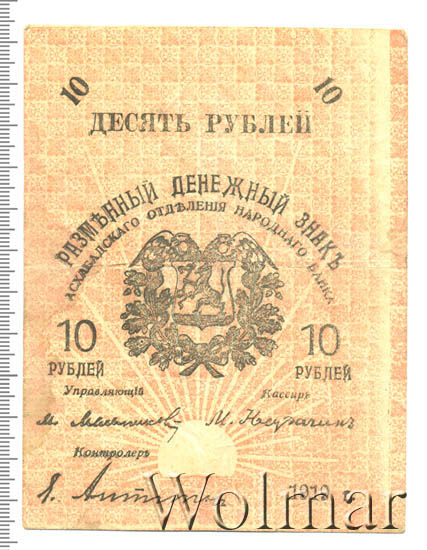 10 10
ДЕСЯТЬ РУБЛЕЙ
РАЗМѢННЫЙ ДЕНЕЖНЫЙ ЗНАКЪ
АСХАБАДСКАГО ОТДѢЛЕНІЯ НАРОДНАГО БАНКА
10 10
РУБЛЕЙ РУБЛЕЙ
Управляющій Кассиръ
М. М.
Контролеръ
1919 г.
Wolmar